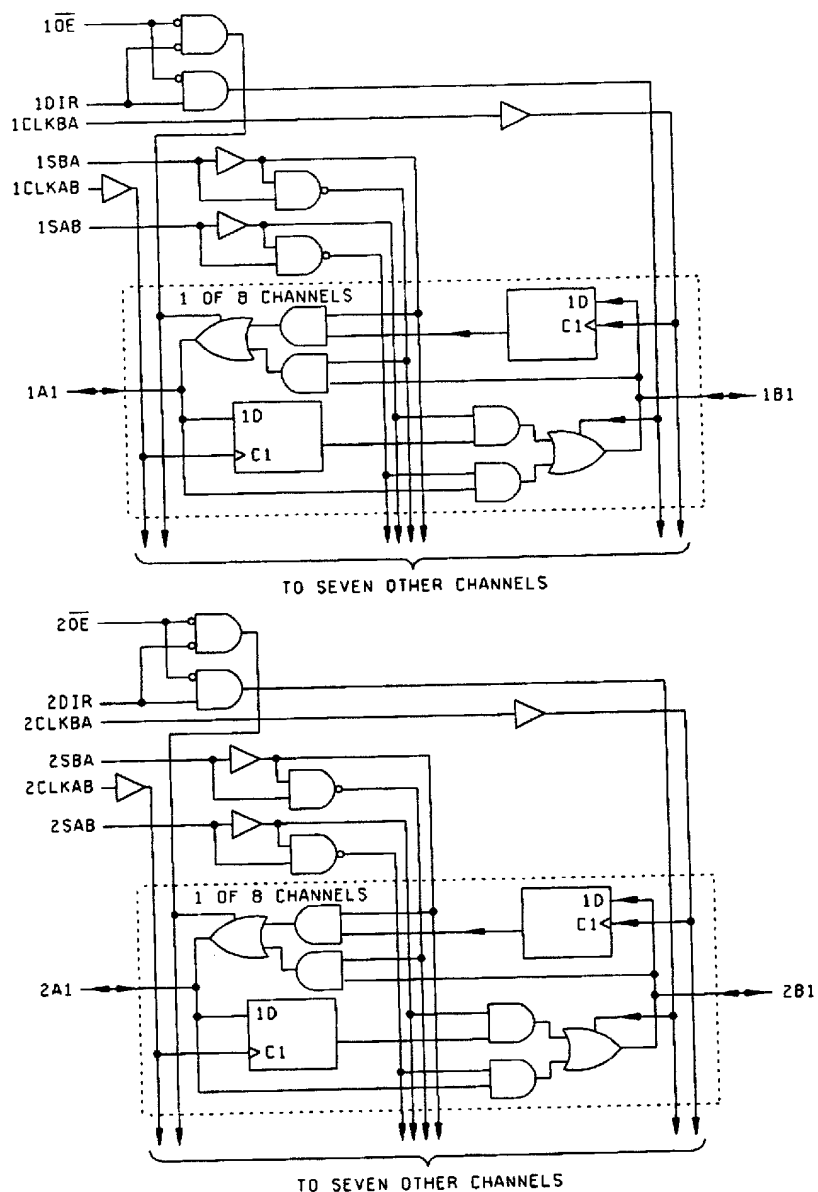 1O̅E̅
1DIR
1CLKBA
1SBA
1CLKAB
1SAB
1 OF 8 CHANNELS
1D
C1
1A1
1B1
1D
C1
TO SEVEN OTHER CHANNELS
2O̅E̅
2DIR
2CLKBA
2SBA
2CLKAB
2SAB
1 OF 8 CHANNELS
1D
C1
2A1
2B1
1D
C1
TO SEVEN OTHER CHANNELS